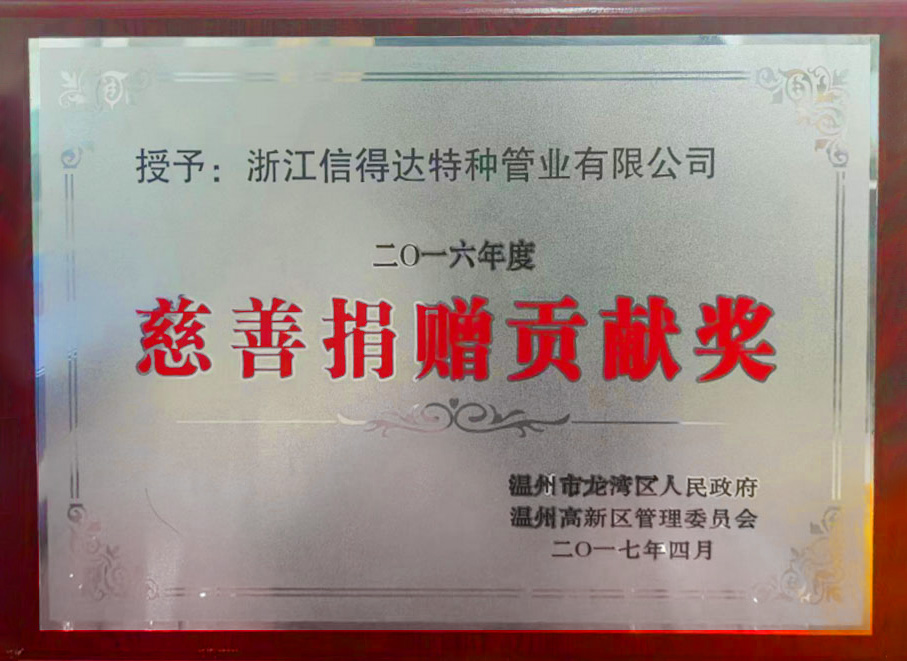 授予：浙江信得达特种管业有限公司
二〇一六年度
慈善捐赠贡献奖
温州市龙湾区人民政府
温州高新区管理委员会
二〇一七年四月